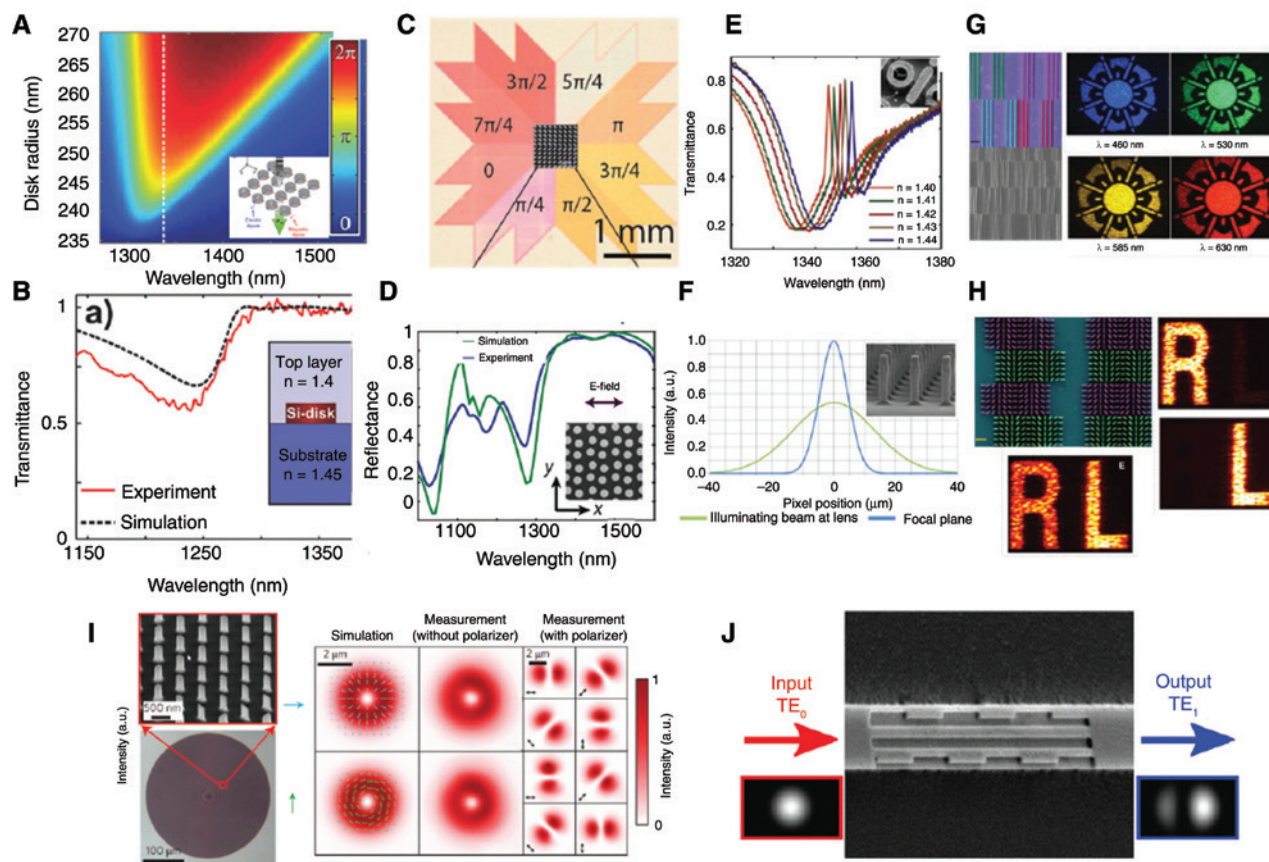 A
Disk radius (nm)
270
265
260
255
250
245
240
235
2π
π
0
1300
1400
1500
Wavelength (nm)
B
a)
Transmittance
1
0.5
0
Top layer
n = 1.4
Si-disk
Substrate
n = 1.45
Experiment
Simulation
1150
1250
1350
Wavelength (nm)
C
3π/2
5π/4
7π/4
π
0
3π/4
π/4
π/2
1 mm
D
Reflectance
1
0.8
0.6
0.4
0.2
0
Simulation
Experiment
E-field
y
x
1100
1300
1500
Wavelength (nm)
E
Transmittance
0.8
0.6
0.4
0.2
n = 1.40
n = 1.41
n = 1.42
n = 1.43
n = 1.44
1320
1340
1360
1380
Wavelength (nm)
F
Intensity (a.u.)
1.0
0.8
0.6
0.4
0.2
0.0
−40
−20
0
20
40
Pixel position (μm)
Illuminating beam at lens
Focal plane
G
λ = 460 nm
λ = 530 nm
λ = 585 nm
λ = 630 nm
H
R
L
E
R L
I
Intensity (a.u.)
500 nm
100 μm
Simulation
Measurement
(without polarizer)
Measurement
(with polarizer)
2 μm
2 μm
1
0
Intensity (a.u.)
J
Input
TE0
Output
TE1